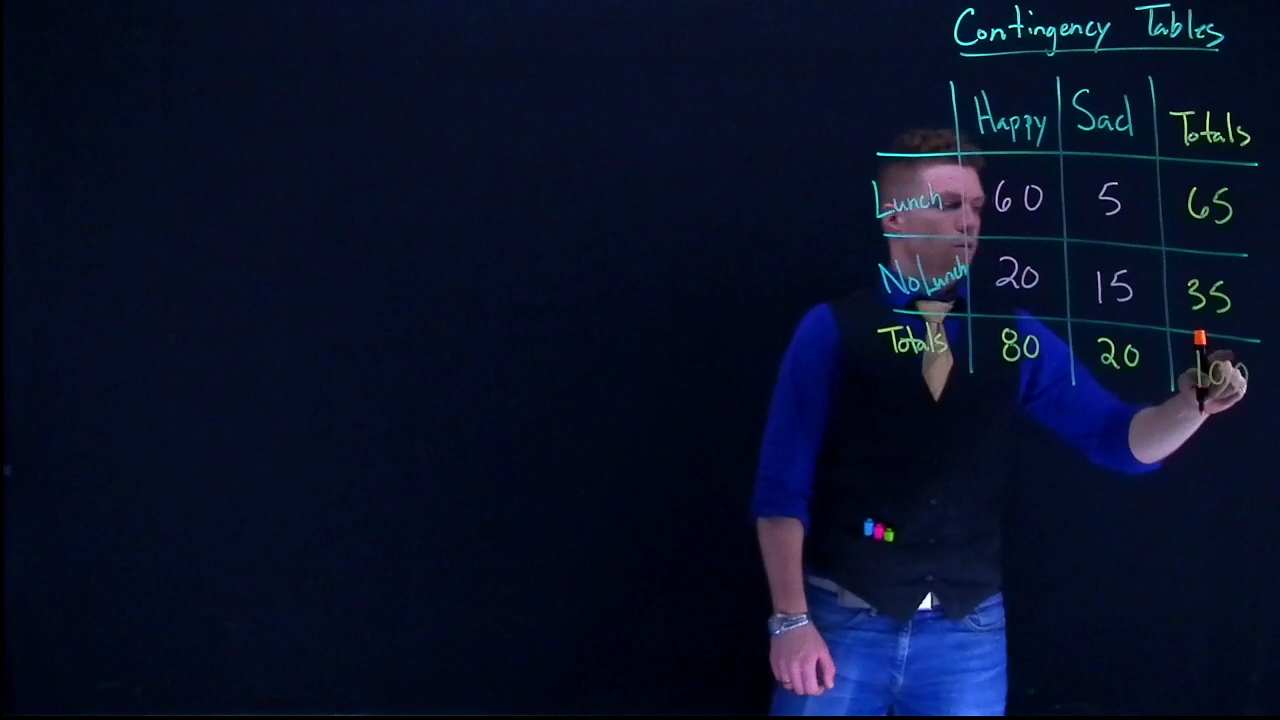 Contingency Tables
Happy Sad Totals
Lunch 60 5 65
No Lunch 20 15 35
Totals 80 20 100